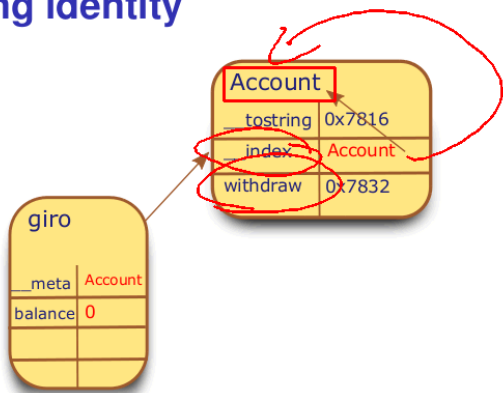 ng Identity
Account
__tostring 0x7816
__index Account
withdraw 0x7832
giro
__meta Account
balance 0